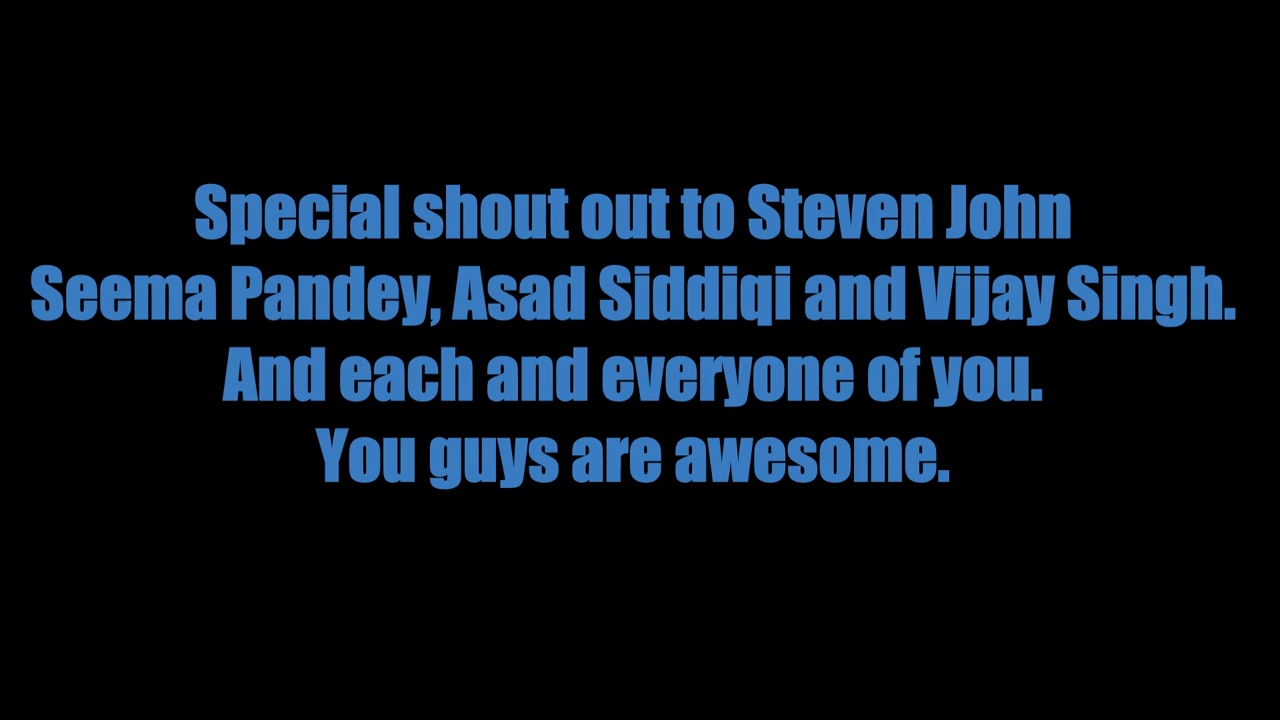 Special shout out to Steven John
Seema Pandey, Asad Siddiqi and Vijay Singh.
And each and everyone of you.
You guys are awesome.